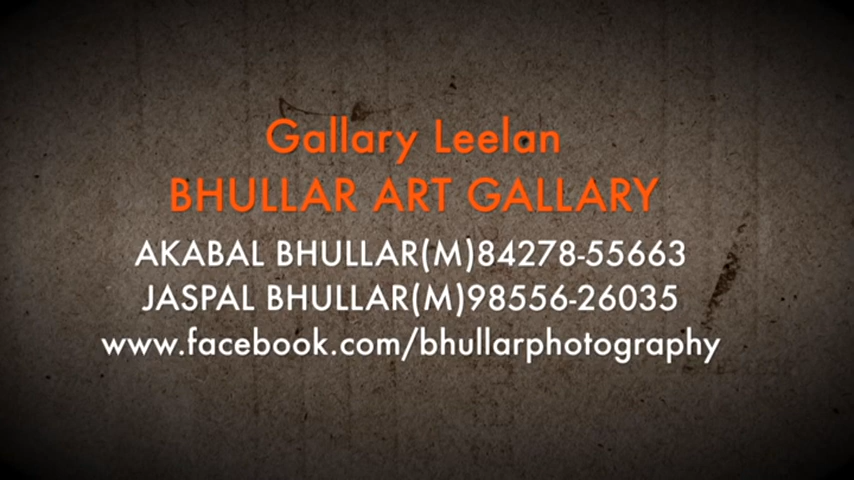 Gallary Leelan
BHULLAR ART GALLARY
AKABAL BHULLAR(M)84278-55663
JASPAL BHULLAR(M)98556-26035
www.facebook.com/bhullarphotography